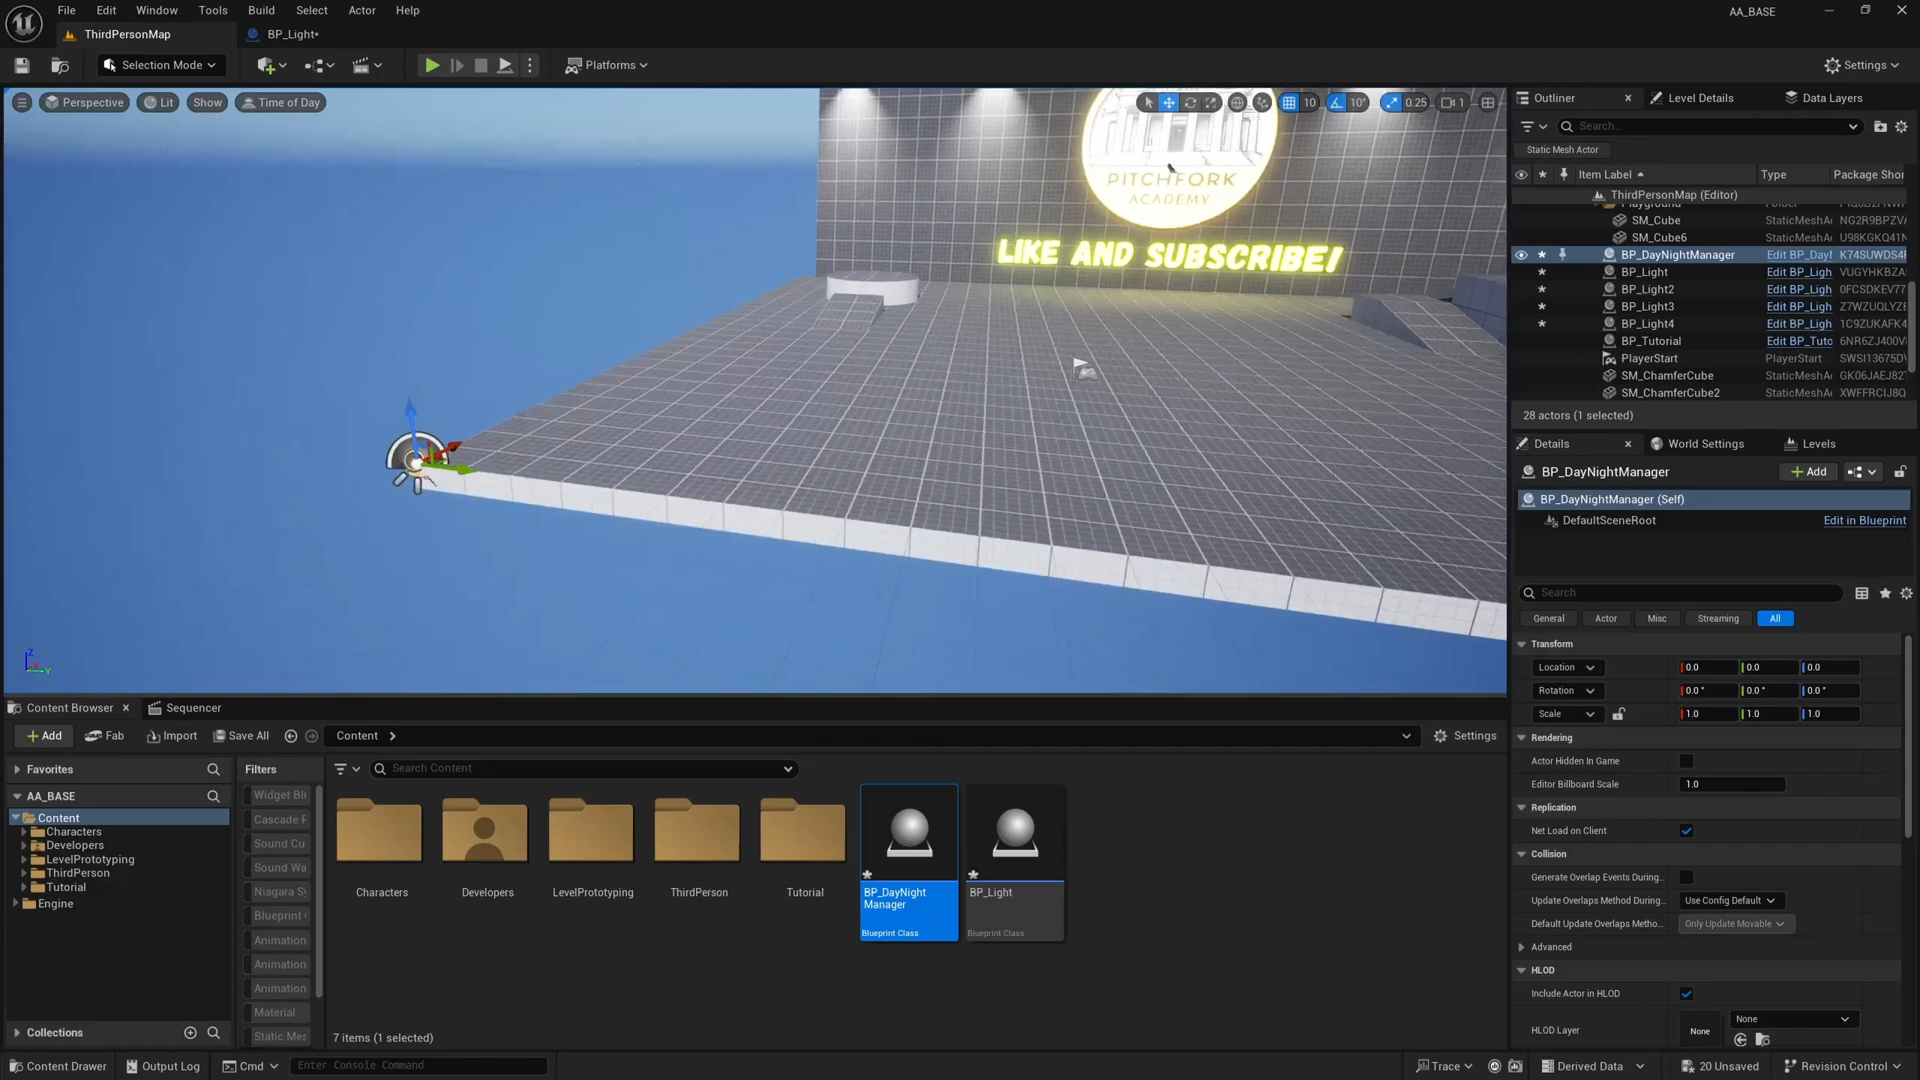 File Edit Window Tools Build Select Actor Help
AA_BASE
ThirdPersonMap
BP_Light*
Selection Mode
Platforms
Settings
Perspective Lit Show Time of Day
10 10° 0.25 1
PITCHFORK
ACADEMY
LIKE AND SUBSCRIBE!
Z
Y
Outliner Level Details Data Layers
Search...
Static Mesh Actor
Item Label Type Package Shor
ThirdPersonMap (Editor)
SM_Cube StaticMeshA NG2R9BPZV
SM_Cube6 StaticMeshA U98KGKQ41N
BP_DayNightManager Edit BP_Day K74SUWDS4F
BP_Light Edit BP_Ligh VUGYHKBZA
BP_Light2 Edit BP_Ligh 0FCSDKEV77
BP_Light3 Edit BP_Ligh Z7WZUQLYZE
BP_Light4 Edit BP_Ligh 1C9ZUKAFK4
BP_Tutorial Edit BP_Tuto 6NR6ZJ400V
PlayerStart PlayerStart SWSI13675D
SM_ChamferCube StaticMeshA GK06JAEJ82
SM_ChamferCube2 StaticMeshA XWFFRCIJ8Q
28 actors (1 selected)
Details World Settings Levels
BP_DayNightManager
Add
BP_DayNightManager (Self)
DefaultSceneRoot Edit in Blueprint
Search
General Actor Misc Streaming All
Transform
Location 0.0 0.0 0.0
Rotation 0.0° 0.0° 0.0°
Scale 1.0 1.0 1.0
Rendering
Actor Hidden In Game
Editor Billboard Scale 1.0
Replication
Net Load on Client
Collision
Generate Overlap Events During...
Update Overlaps Method During... Use Config Default
Default Update Overlaps Metho... Only Update Movable
Advanced
HLOD
Include Actor in HLOD
HLOD Layer None None
Content Browser Sequencer
Add Fab Import Save All Content Settings
Favorites
AA_BASE
Content
Characters
Developers
LevelPrototyping
ThirdPerson
Tutorial
Engine
Collections
Filters
Widget Bl
Cascade F
Sound Cu
Sound Wa
Niagra Sy
Blueprint
Animation
Animation
Animation
Material
Static Mes
Search Content
Characters
Developers
LevelPrototyping
ThirdPerson
Tutorial
BP_DayNight
Manager
Blueprint Class
BP_Light
Blueprint Class
7 items (1 selected)
Content Drawer Output Log Cmd Enter Console Command
Trace Derived Data 20 Unsaved Revision Control